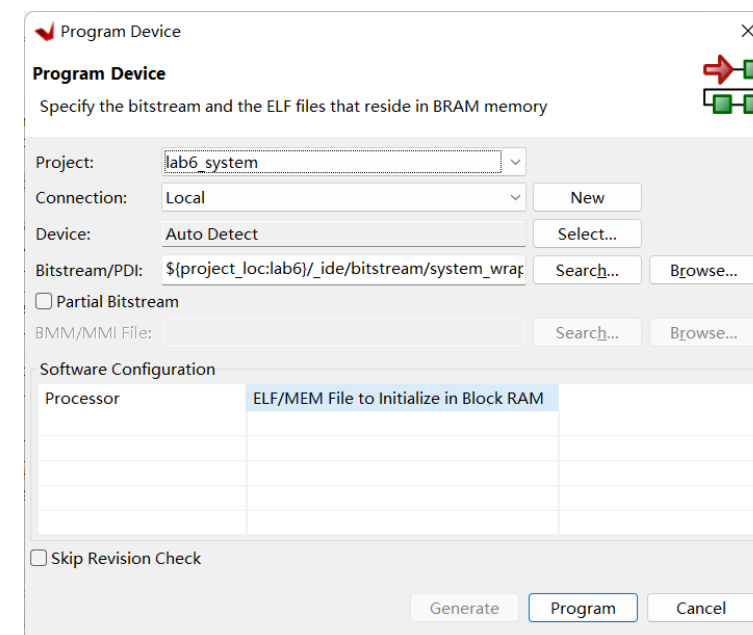 Program Device
Program Device
Specify the bitstream and the ELF files that reside in BRAM memory
Project: lab6_system
Connection: Local New
Device: Auto Detect Select...
Bitstream/PDI: ${project_loc:lab6}/_ide/bitstream/system_wrap Search... Browse...
Partial Bitstream
BMM/MMI File: Search... Browse...
Software Configuration
Processor ELF/MEM File to Initialize in Block RAM
Skip Revision Check
Generate Program Cancel